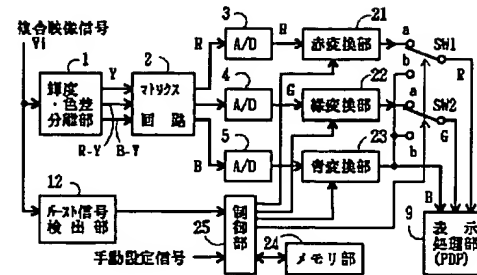 複合映像信号
Vi
1
輝度
・色差
分離部
Y
R-Y
B-Y
2
マトリクス
回路
R
G
B
3
A/D
R
4
A/D
5
A/D
21
赤変換部
22
緑変換部
23
青変換部
a
b
SW1
R
a
b
SW2
G
B
12
バースト信号
検出部
手動設定信号
25
制御部
24
メモリ部
9
表示
処理部
(PDP)